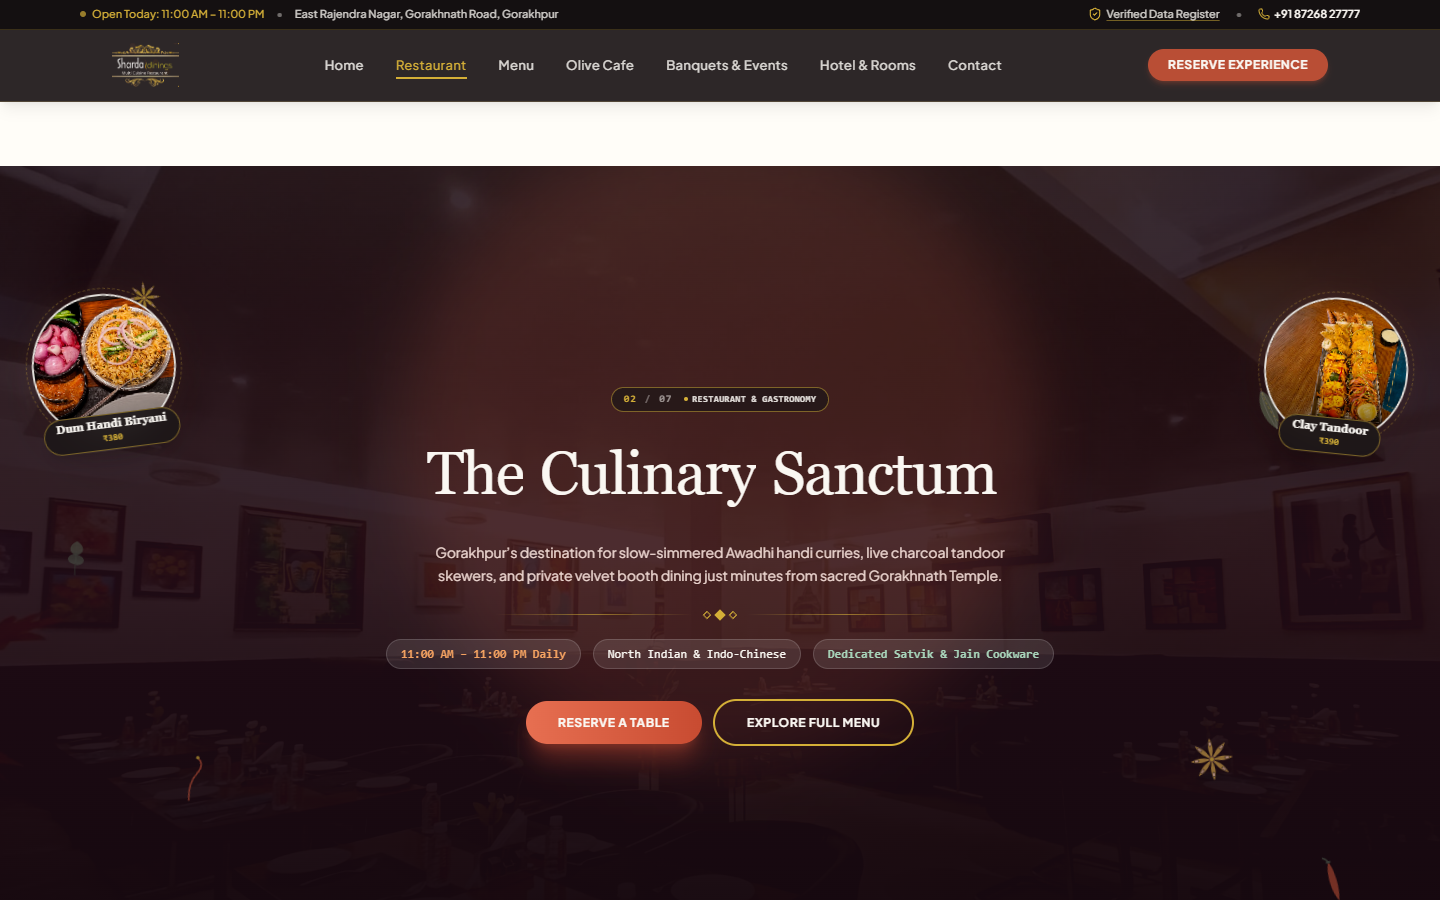 Open Today: 11:00 AM – 11:00 PM
East Rajendra Nagar, Gorakhnath Road, Gorakhpur
Verified Data Register
+91 87268 27777
Sharda dinings
Multi Cuisine Restaurant
Home
Restaurant
Menu
Olive Cafe
Banquets & Events
Hotel & Rooms
Contact
RESERVE EXPERIENCE
Dum Handi Biryani
₹380
Clay Tandoor
₹390
02 / 07 RESTAURANT & GASTRONOMY
The Culinary Sanctum
Gorakhpur's destination for slow-simmered Awadhi handi curries, live charcoal tandoor
skewers, and private velvet booth dining just minutes from sacred Gorakhnath Temple.
11:00 AM – 11:00 PM Daily
North Indian & Indo-Chinese
Dedicated Satvik & Jain Cookware
RESERVE A TABLE
EXPLORE FULL MENU